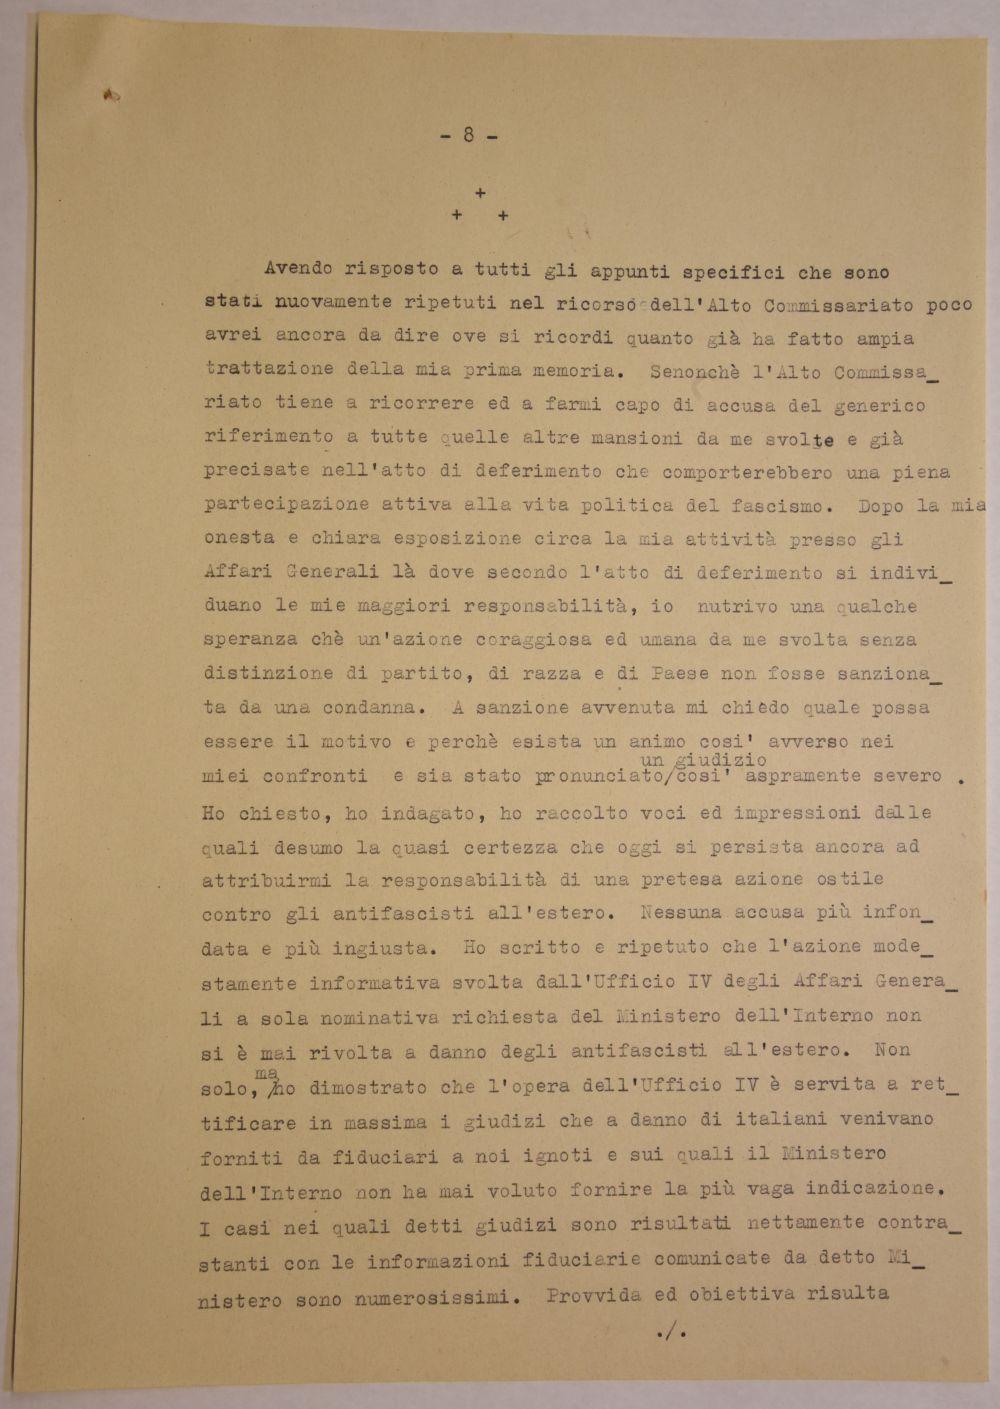 - 8 -
+
+ +
Avendo risposto a tutti gli appunti specifici che sono
stati nuovamente ripetuti nel ricorso dell'Alto Commissariato poco
avrei ancora da dire ove si ricordi quanto già ha fatto ampia
trattazione della mia prima memoria. Senonchè l'Alto Commissa_
riato tiene a ricorrere ed a farmi capo di accusa del generico
riferimento a tutte quelle altre mansioni da me svolte e già
precisate nell'atto di deferimento che comporterebbero una piena
partecipazione attiva alla vita politica del fascismo. Dopo la mia
onesta e chiara esposizione circa la mia attività presso gli
Affari Generali là dove secondo l'atto di deferimento si indivi_
duano le mie maggiori responsabilità, io nutrivo una qualche
speranza chè un'azione coraggiosa ed umana da me svolta senza
distinzione di partito, di razza e di Paese non fosse sanziona_
ta da una condanna. A sanzione avvenuta mi chiedo quale possa
essere il motivo e perchè esista un animo cosi' avverso nei
un giudizio
miei confronti e sia stato pronunciato/cosi' aspramente severo .
Ho chiesto, ho indagato, ho raccolto voci ed impressioni dalle
quali desumo la quasi certezza che oggi si persista ancora ad
attribuirmi la responsabilità di una pretesa azione ostile
contro gli antifascisti all'estero. Nessuna accusa più infon_
data e più ingiusta. Ho scritto e ripetuto che l'azione mode_
stamente informativa svolta dall'Ufficio IV degli Affari Genera_
li a sola nominativa richiesta del Ministero dell'Interno non
si è mai rivolta a danno degli antifascisti all'estero. Non
ma
solo,/ho dimostrato che l'opera dell'Ufficio IV è servita a ret_
tificare in massima i giudizi che a danno di italiani venivano
forniti da fiduciari a noi ignoti e sui quali il Ministero
dell'Interno non ha mai voluto fornire la più vaga indicazione.
I casi nei quali detti giudizi sono risultati nettamente contra_
stanti con le informazioni fiduciarie comunicate da detto Mi_
nistero sono numerosissimi. Provvida ed obiettiva risulta
./.